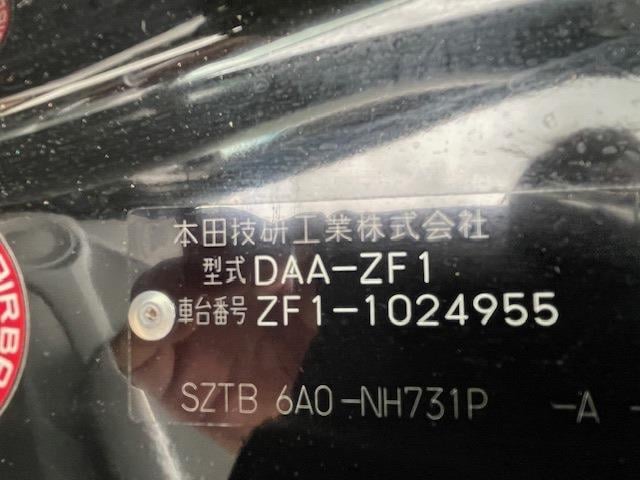 本田技研工業株式会社
型式 DAA-ZF1
車台番号 ZF1-1024955
SZTB 6A0-NH731P -A -
DIRBA